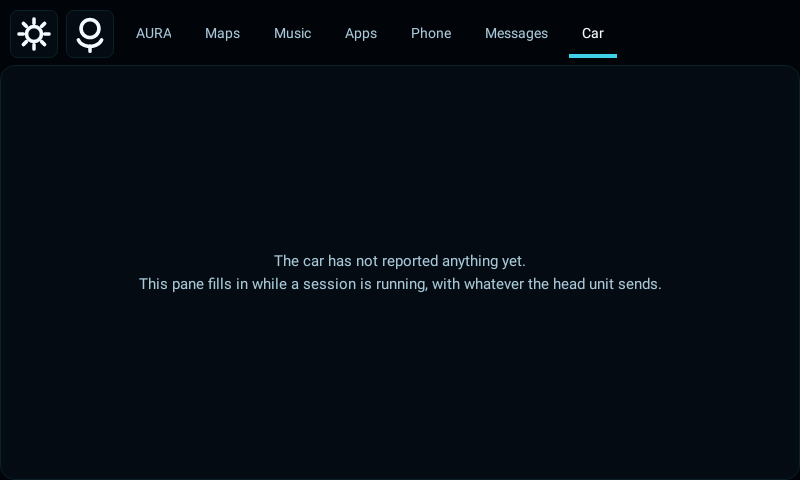 AURA Maps Music Apps Phone Messages Car
The car has not reported anything yet.
This pane fills in while a session is running, with whatever the head unit sends.